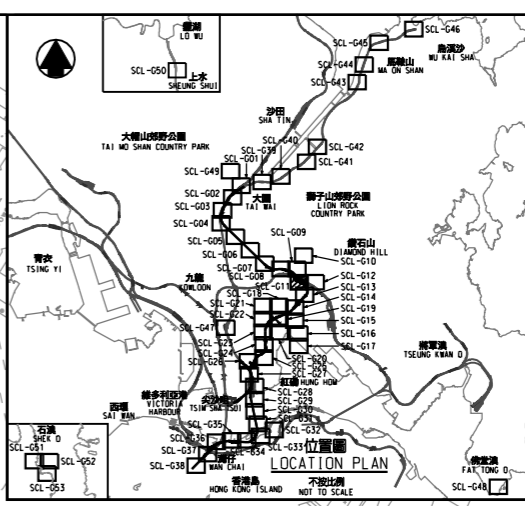 羅湖
LO WU
SCL-G50
上水
SHEUNG SHUI
SCL-G46
SCL-G45
烏溪沙
WU KAI SHA
SCL-G44
馬鞍山
MA ON SHAN
SCL-G43
沙田
SHA TIN
大帽山郊野公園
TAI MO SHAN COUNTRY PARK
SCL-G40
SCL-G39
SCL-G42
SCL-G01
SCL-G41
SCL-G49
SCL-G02
大圍
TAI WAI
獅子山郊野公園
LION ROCK
COUNTRY PARK
SCL-G03
SCL-G04
SCL-G05
SCL-G09
鑽石山
DIAMOND HILL
SCL-G06
SCL-G10
青衣
TSING YI
SCL-G07
SCL-G08
九龍
KOWLOON
SCL-G11
SCL-G12
SCL-G13
SCL-G18
SCL-G14
SCL-G21
SCL-G19
SCL-G22
SCL-G15
SCL-G47
SCL-G16
SCL-G23
SCL-G17
SCL-G24
SCL-G20
將軍澳
TSEUNG KWAN O
SCL-G26
SCL-G27
紅磡
HUNG HOM
SCL-G28
SCL-G29
SCL-G30
尖沙咀
TSIM SHA TSUI
維多利亞港
VICTORIA
HARBOUR
西環
SAI WAN
SCL-G35
SCL-G32
SCL-G36
SCL-G33
SCL-G37
SCL-G34
SCL-G38
灣仔
WAN CHAI
香港島
HONG KONG ISLAND
石澳
SHEK O
SCL-G51
SCL-G52
SCL-G53
佛堂澳
FAT TONG O
SCL-G48
位置圖
LOCATION PLAN
不按比例
NOT TO SCALE